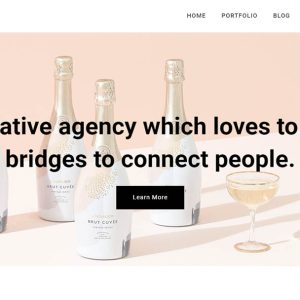 HOME PORTFOLIO BLOG
ative agency which loves to
bridges to connect people.
Learn More
BRUT CUVÉE
BRUT CUVÉE